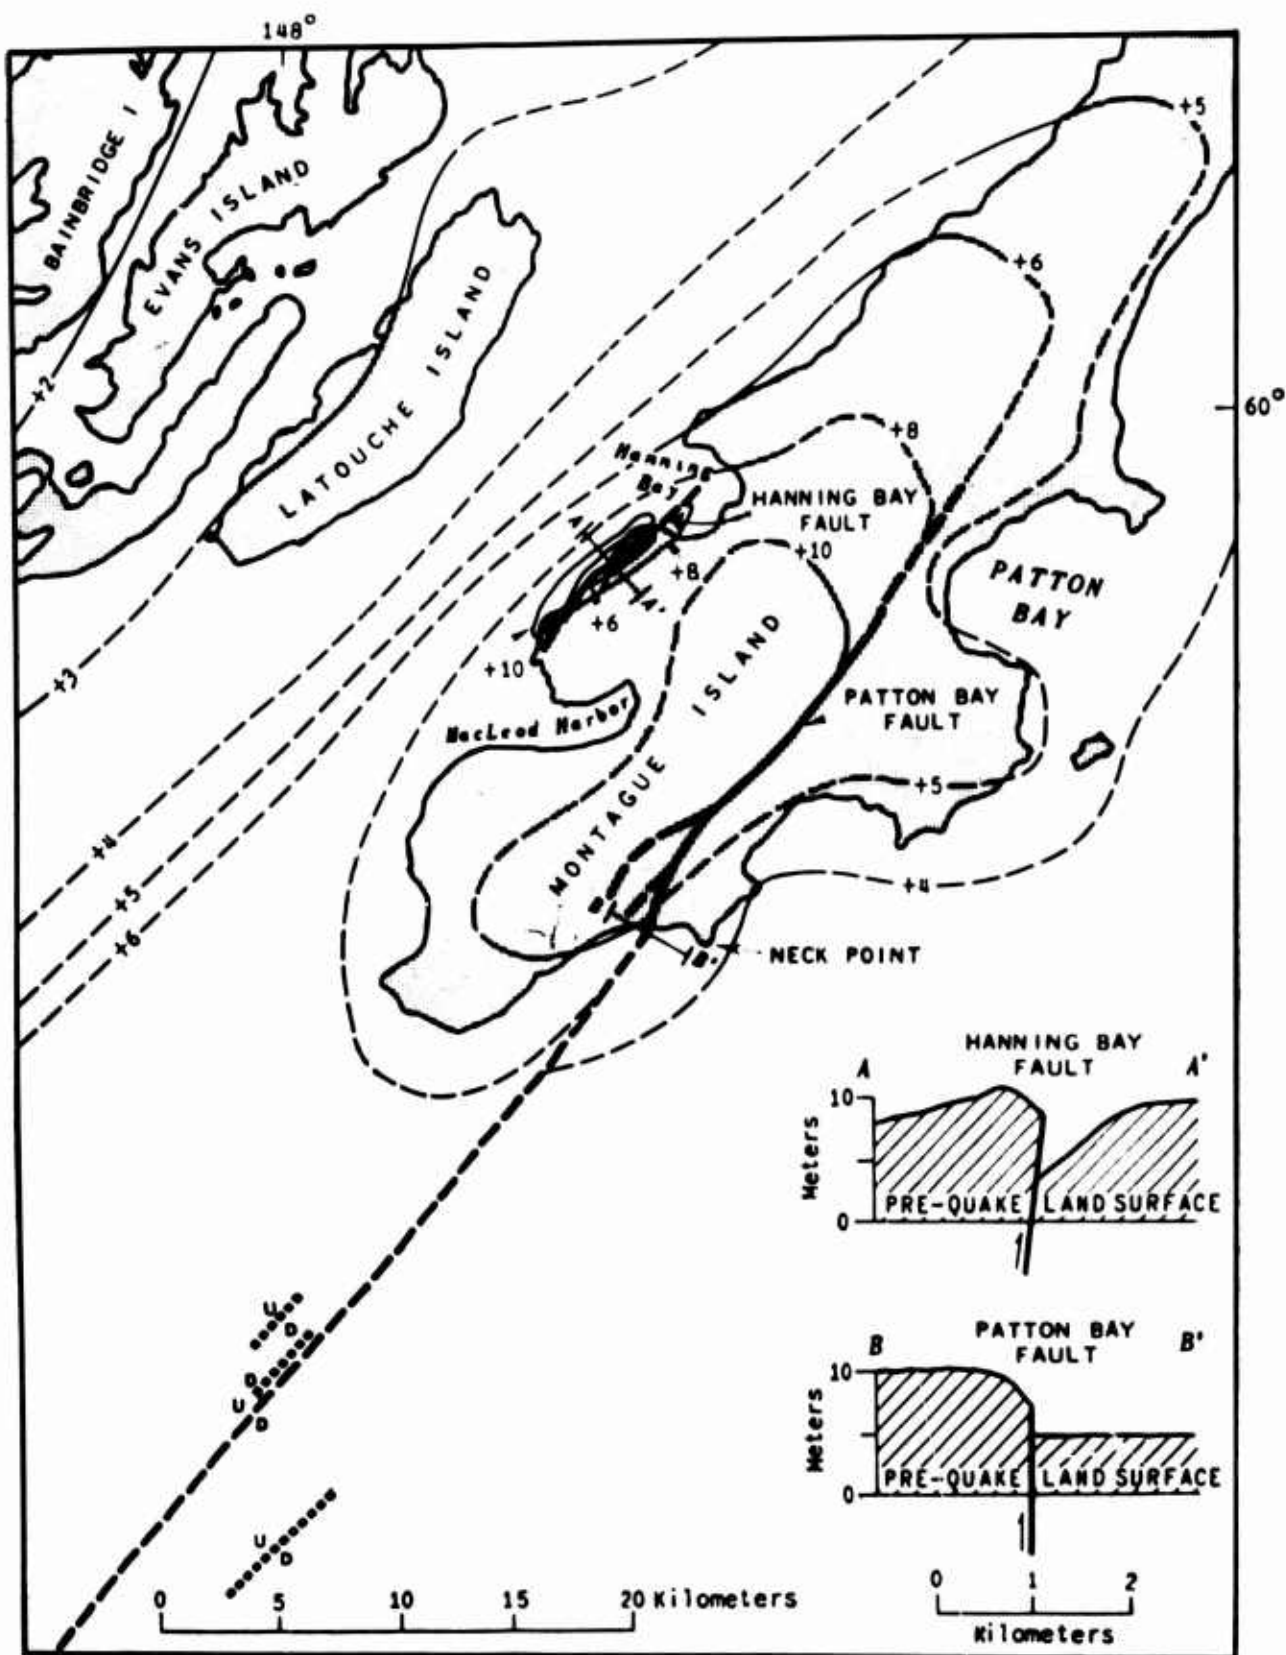 148°
BAINBRIDGE I
EVANS ISLAND
LATOUCHE ISLAND
+2
+3
+4
+5
+6
+5
+6
60°
+8
Hanning
Bay
HANNING BAY
FAULT
+10
A
A'
+8
+6
+10
PATTON
BAY
MacLeod Harbor
MONTAGUE ISLAND
PATTON BAY
FAULT
+5
+4
B
B'
NECK POINT
HANNING BAY
FAULT
A
A'
10
Meters
PRE-QUAKE LAND SURFACE
0
PATTON BAY
FAULT
B
B'
10
Meters
PRE-QUAKE LAND SURFACE
0
U
D
D
U
D
U
D
0 5 10 15 20 Kilometers
0 1 2
Kilometers